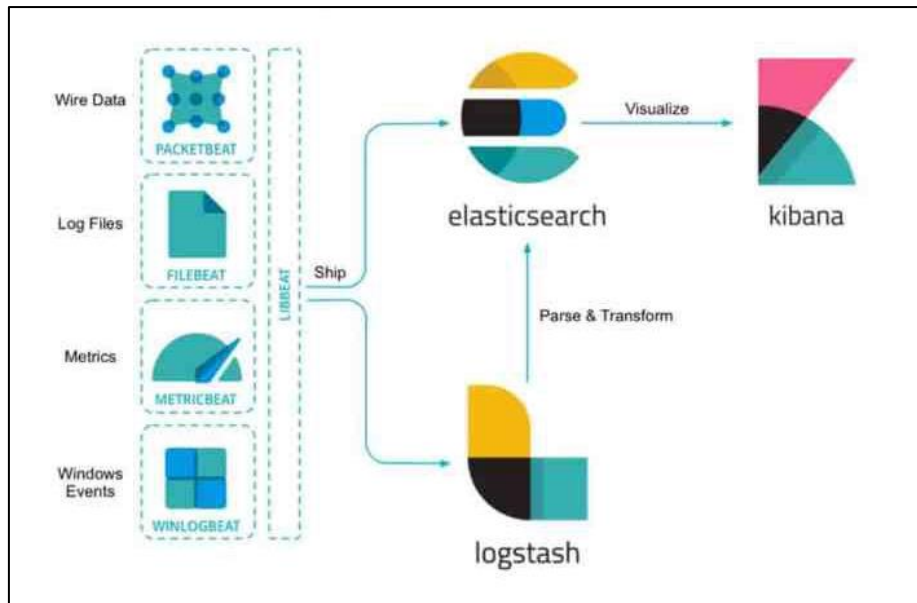 Wire Data
PACKETBEAT
Log Files
FILEBEAT
Metrics
METRICBEAT
Windows
Events
WINLOGBEAT
LIBBEAT
Ship
elasticsearch
Visualize
kibana
Parse & Transform
logstash